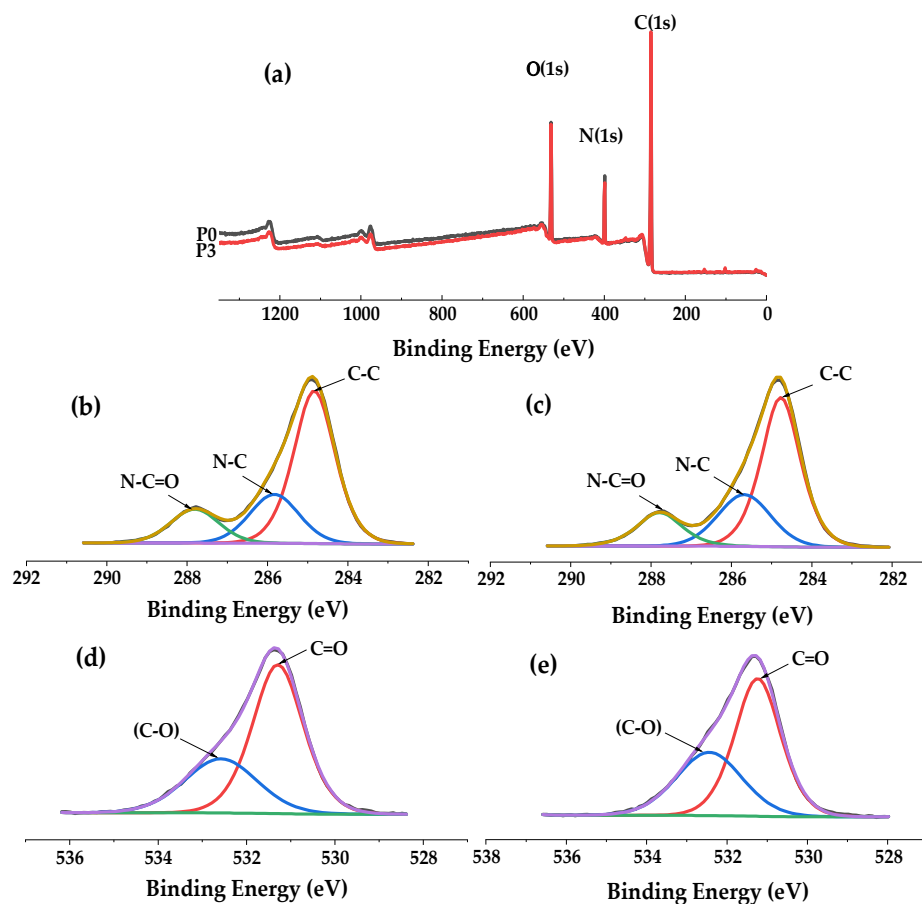 C(1s)
(a)
O(1s)
N(1s)
P0
P3
1200 1000 800 600 400 200 0
Binding Energy (eV)
(b)
C-C
N-C
N-C=O
292 290 288 286 284 282
Binding Energy (eV)
(c)
C-C
N-C
N-C=O
292 290 288 286 284 282
Binding Energy (eV)
(d)
C=O
(C-O)
536 534 532 530 528
Binding Energy (eV)
(e)
C=O
(C-O)
538 536 534 532 530 528
Binding Energy (eV)